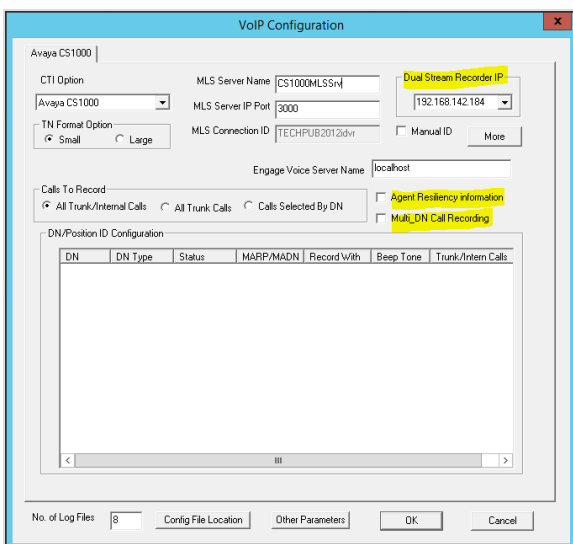 VoIP Configuration
x
Avaya CS1000
CTI Option
Avaya CS1000
MLS Server Name CS1000MLSSrv
Dual Stream Recorder IP
192.168.142.184
MLS Server IP Port 3000
TN Format Option
Small Large
MLS Connection ID TECHPUB2012idvr
Manual ID
More
Engage Voice Server Name localhost
Calls To Record
All Trunk/Internal Calls All Trunk Calls Calls Selected By DN
Agent Resiliency information
Multi_DN Call Recording
DN/Position ID Configuration
DN DN Type Status MARP/MADN Record With Beep Tone Trunk/Intern Calls
No. of Log Files 8 Config File Location Other Parameters OK Cancel